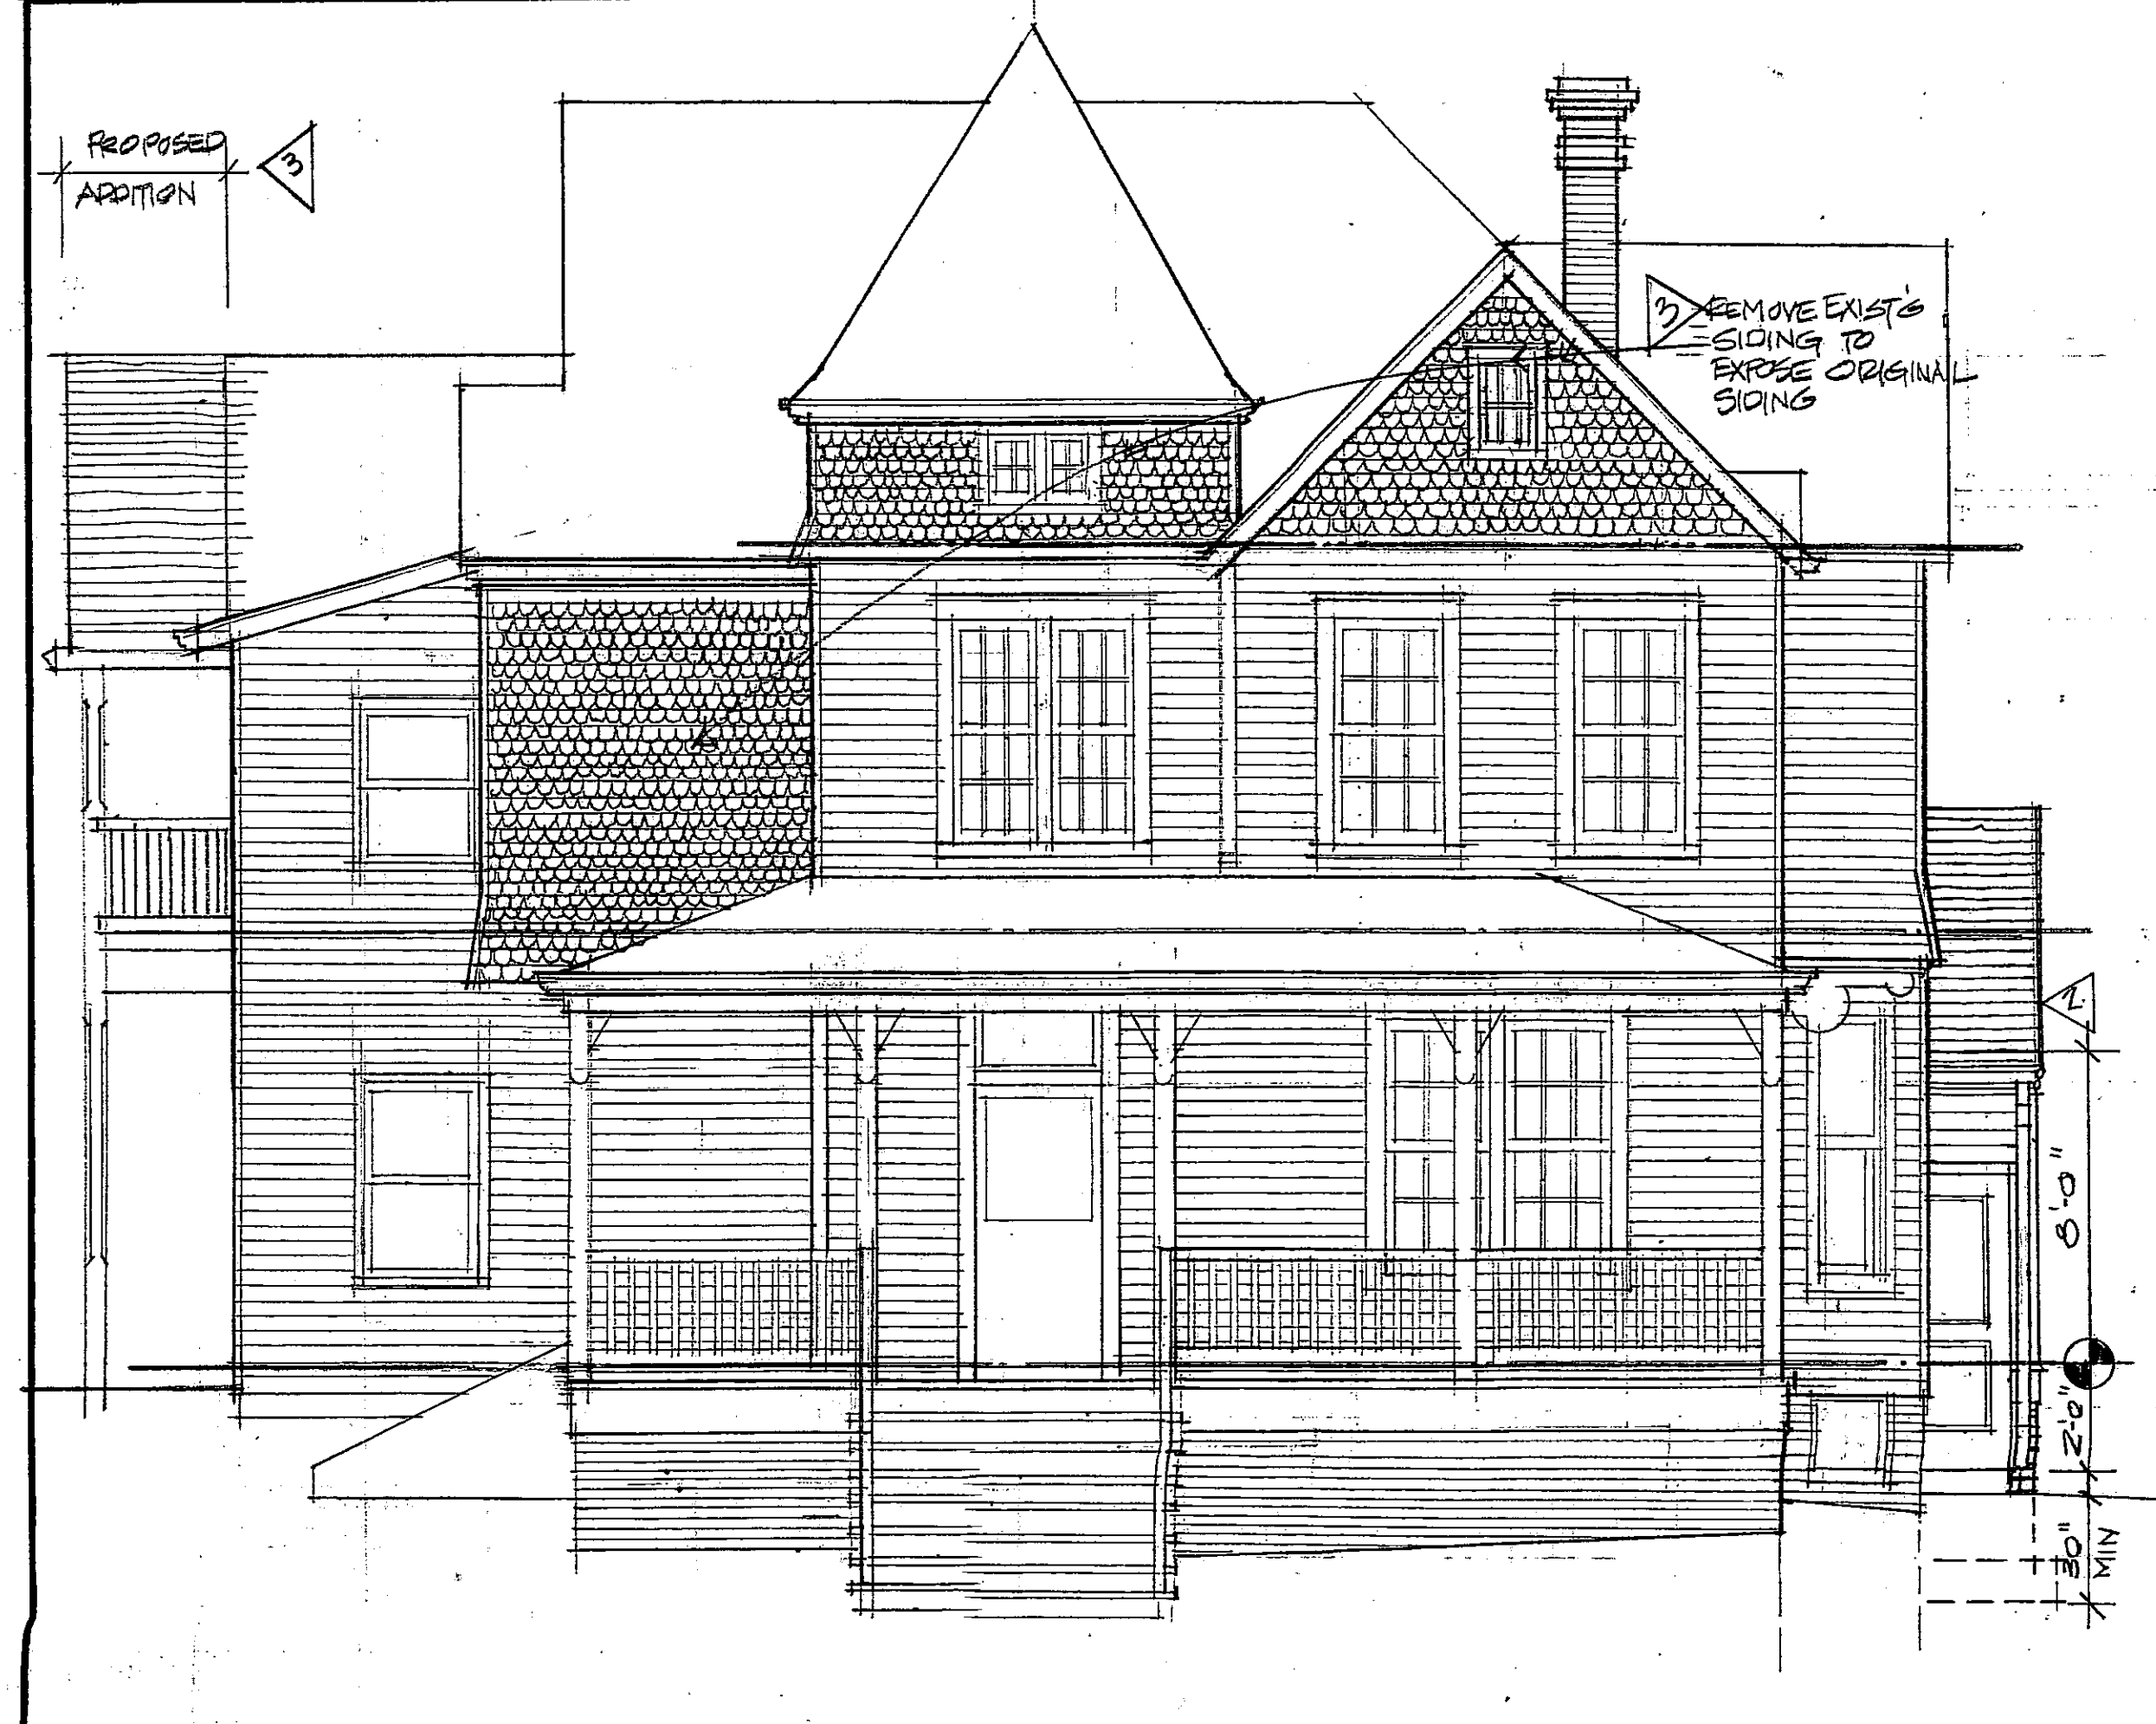 PROPOSED
ADDITION
3
3
REMOVE EXIST'G
SIDING TO
EXPOSE ORIGINAL
SIDING
2
8'-0"
2'-0"
30"
MIN